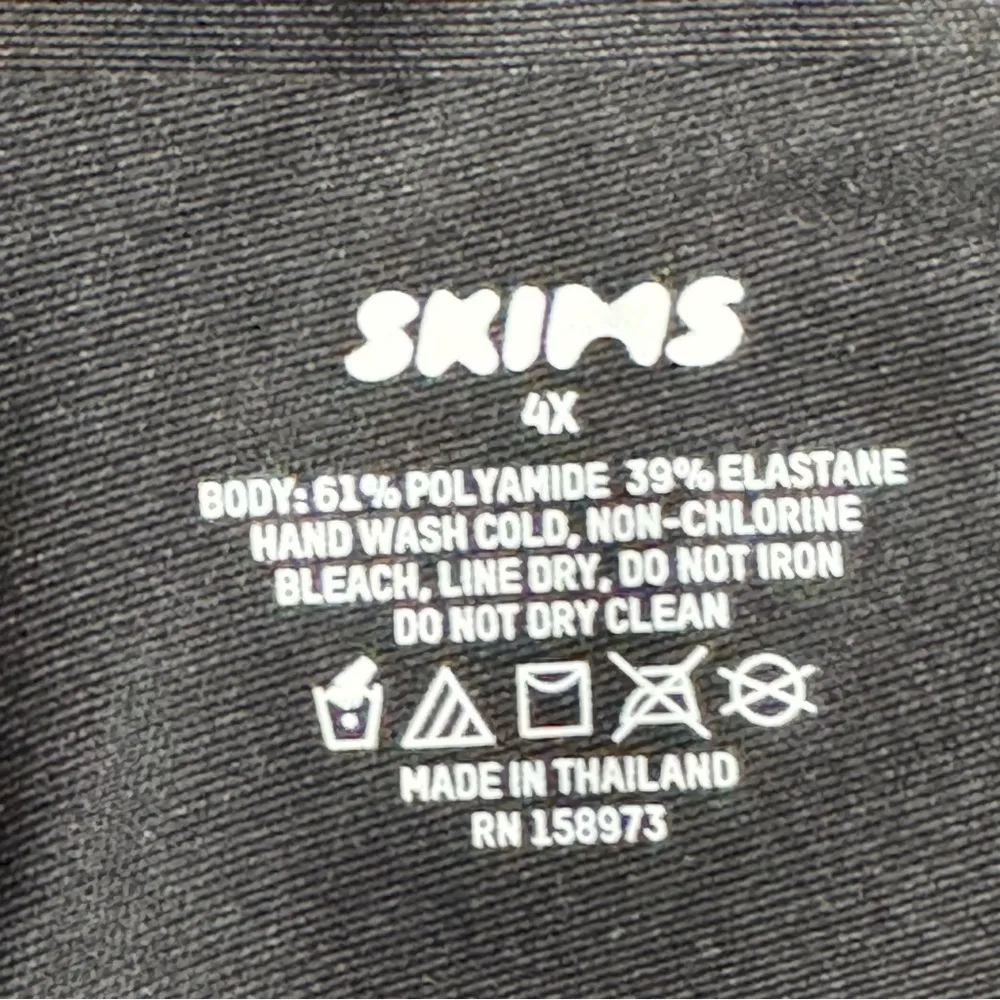 SKIMS
4X
BODY: 61% POLYAMIDE 39% ELASTANE
HAND WASH COLD, NON-CHLORINE
BLEACH, LINE DRY, DO NOT IRON
DO NOT DRY CLEAN
MADE IN THAILAND
RN 158973